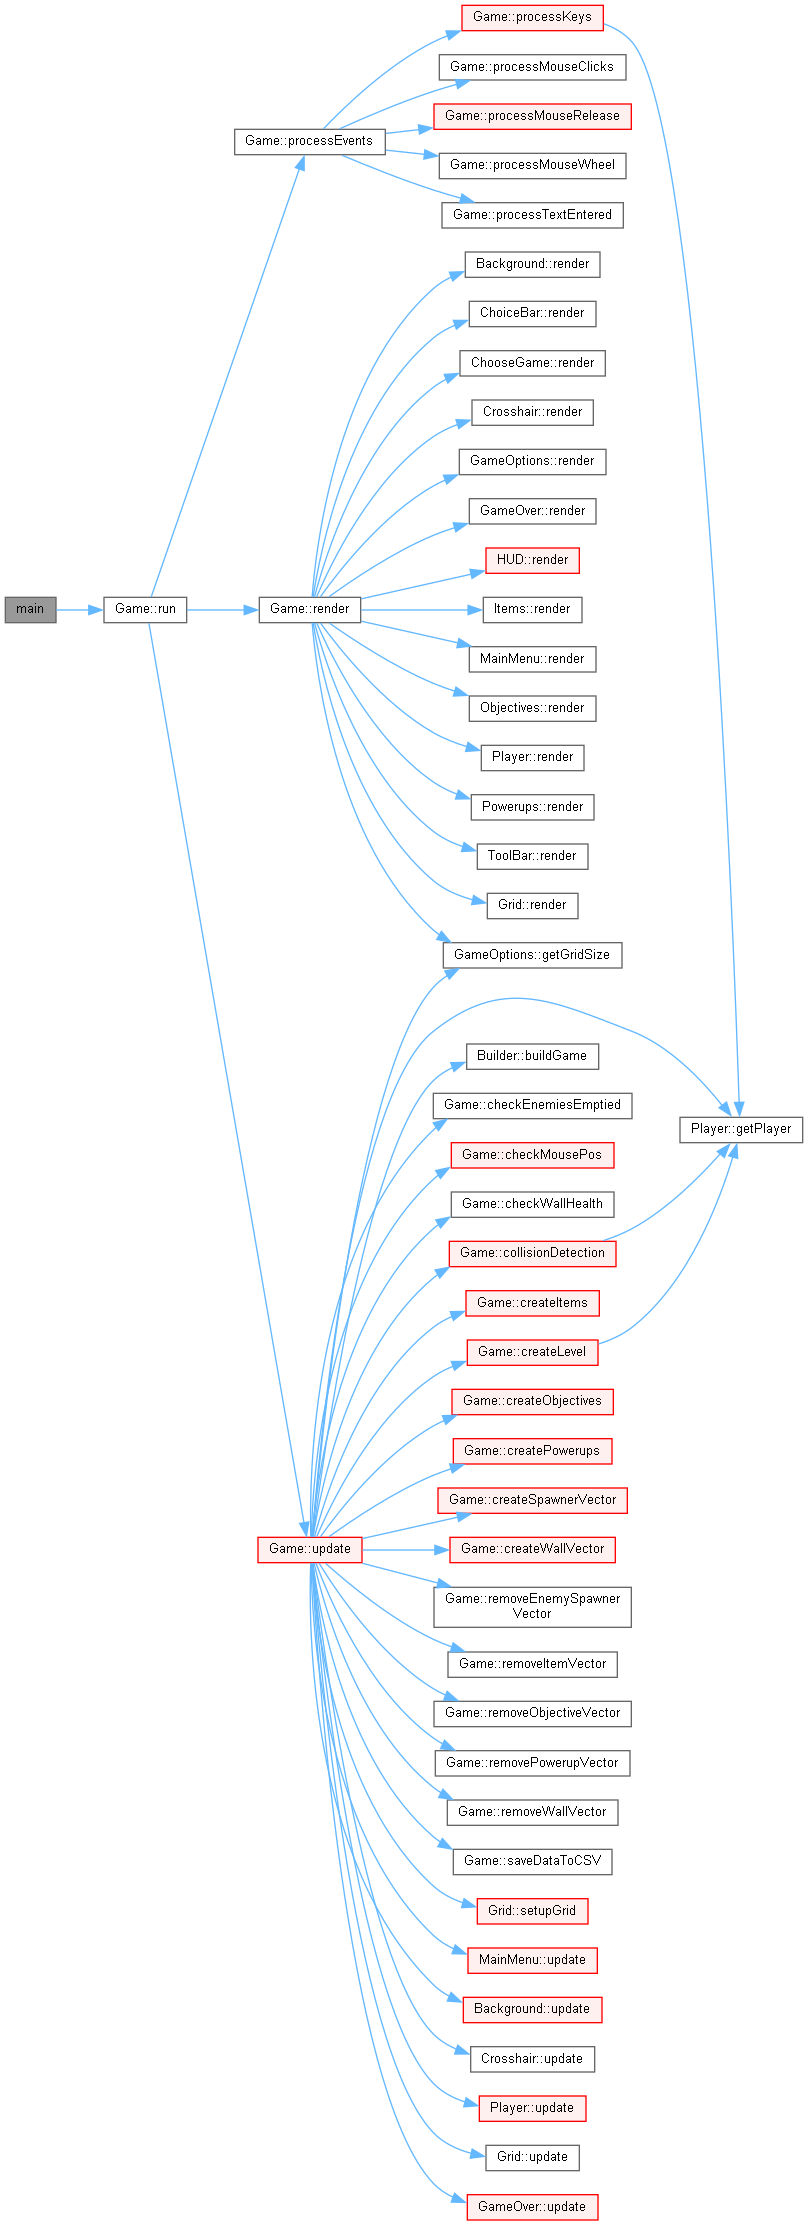 Game::processKeys
Game::processMouseClicks
Game::processMouseRelease
Game::processEvents
Game::processMouseWheel
Game::processTextEntered
Background::render
ChoiceBar::render
ChooseGame::render
Crosshair::render
GameOptions::render
GameOver::render
HUD::render
main
Game::run
Game::render
Items::render
MainMenu::render
Objectives::render
Player::render
Powerups::render
ToolBar::render
Grid::render
GameOptions::getGridSize
Builder::buildGame
Game::checkEnemiesEmptied
Player::getPlayer
Game::checkMousePos
Game::checkWallHealth
Game::collisionDetection
Game::createItems
Game::createLevel
Game::createObjectives
Game::createPowerups
Game::createSpawnerVector
Game::update
Game::createWallVector
Game::removeEnemySpawner
Vector
Game::removeItemVector
Game::removeObjectiveVector
Game::removePowerupVector
Game::removeWallVector
Game::saveDataToCSV
Grid::setupGrid
MainMenu::update
Background::update
Crosshair::update
Player::update
Grid::update
GameOver::update